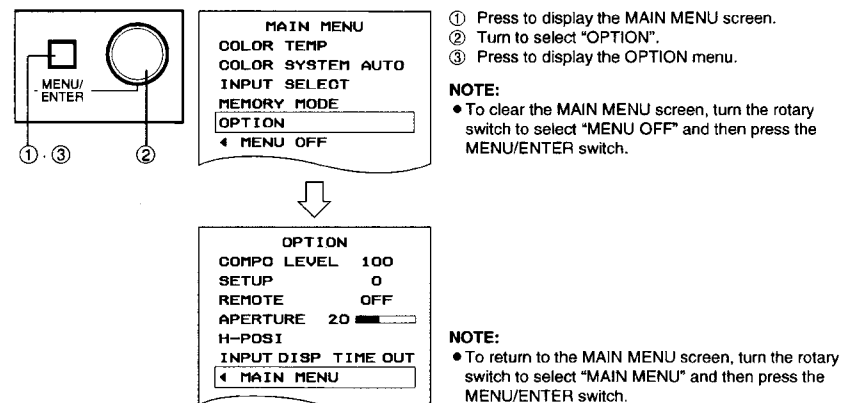 MENU/
ENTER
① · ③
②
MAIN MENU
COLOR TEMP
COLOR SYSTEM AUTO
INPUT SELECT
MEMORY MODE
OPTION
◀ MENU OFF
① Press to display the MAIN MENU screen.
② Turn to select “OPTION”.
③ Press to display the OPTION menu.
NOTE:
● To clear the MAIN MENU screen, turn the rotary
switch to select “MENU OFF” and then press the
MENU/ENTER switch.
OPTION
COMPO LEVEL 100
SETUP 0
REMOTE OFF
APERTURE 20
H-POSI
INPUT DISP TIME OUT
◀ MAIN MENU
NOTE:
● To return to the MAIN MENU screen, turn the rotary
switch to select “MAIN MENU” and then press the
MENU/ENTER switch.